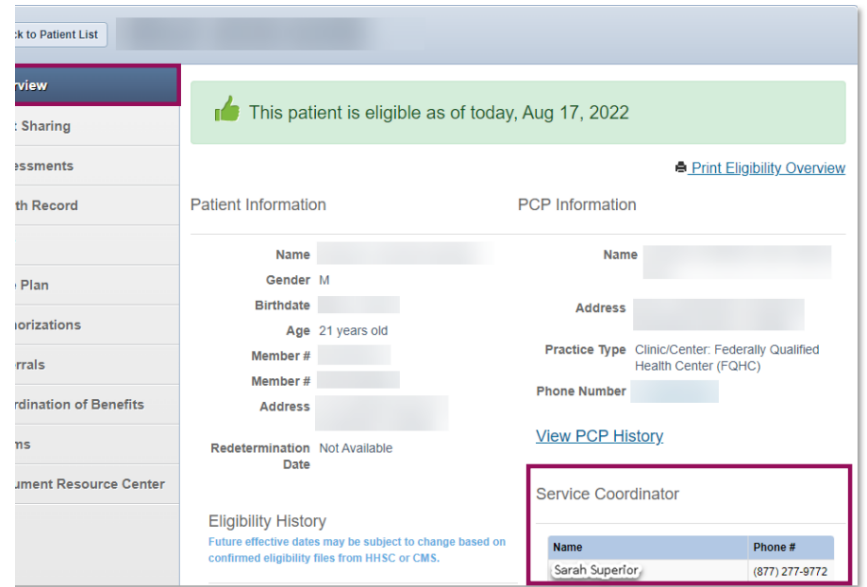 ck to Patient List
rview
Sharing
essments
th Record
Plan
orizations
rrals
rdination of Benefits
ms
ument Resource Center
This patient is eligible as of today, Aug 17, 2022
Print Eligibility Overview
Patient Information
Name
Gender M
Birthdate
Age 21 years old
Member #
Member #
Address
Redetermination Not Available
Date
Eligibility History
Future effective dates may be subject to change based on
confirmed eligibility files from HHSC or CMS.
PCP Information
Name
Address
Practice Type Clinic/Center: Federally Qualified
Health Center (FQHC)
Phone Number
View PCP History
Service Coordinator
Name Phone #
Sarah Superior, (877) 277-9772